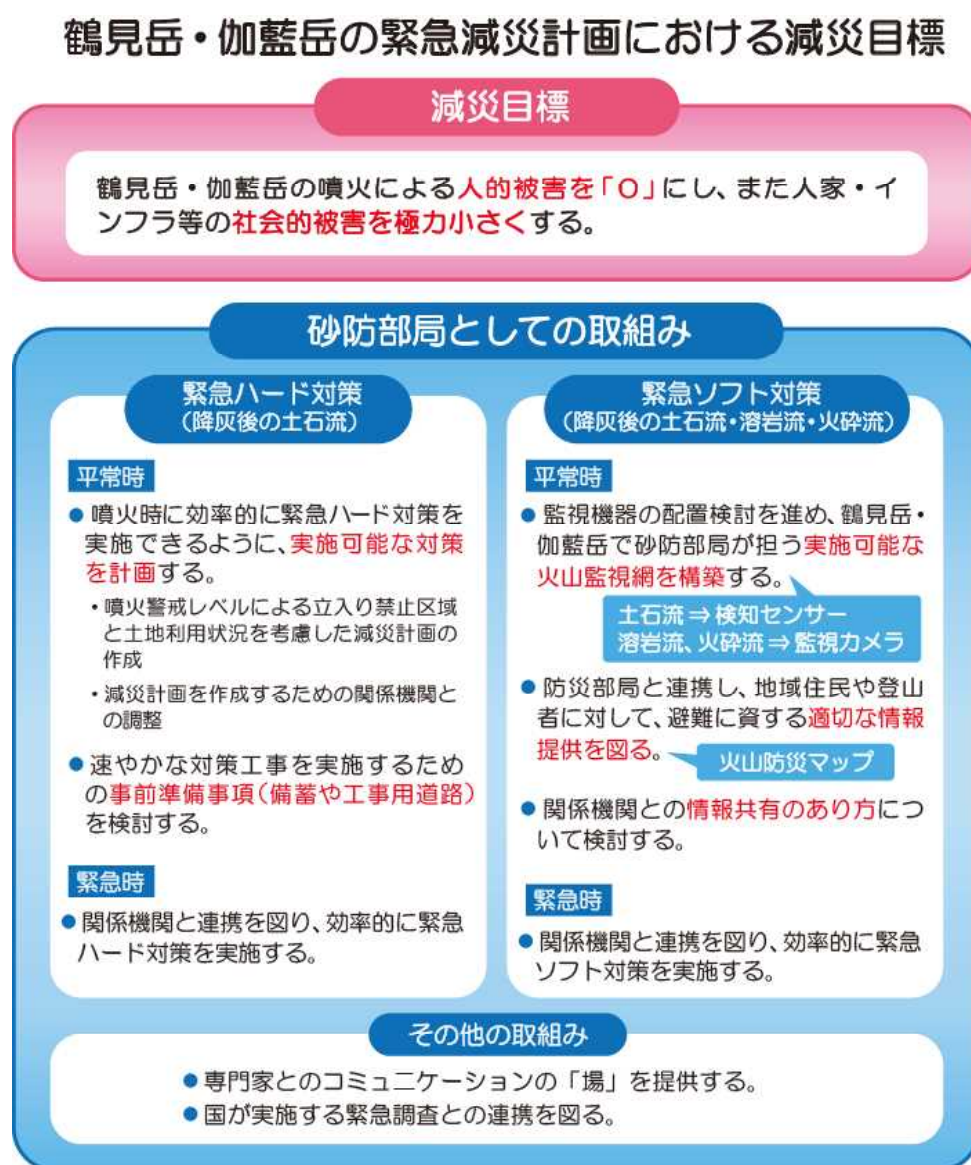 鶴見岳・伽藍岳の緊急減災計画における減災目標
減災目標
鶴見岳・伽藍岳の噴火による人的被害を「0」にし、また人家・イ
ンフラ等の社会的被害を極力小さくする。
砂防部局としての取組み
緊急ハード対策
(降灰後の土石流)
平常時
●噴火時に効率的に緊急ハード対策を
実施できるように、実施可能な対策
を計画する。
・噴火警戒レベルによる立入り禁止区域
と土地利用状況を考慮した減災計画の
作成
・減災計画を作成するための関係機関と
の調整
●速やかな対策工事を実施するため
の事前準備事項(備蓄や工事用道路)
を検討する。
緊急時
●関係機関と連携を図り、効率的に緊急
ハード対策を実施する。
緊急ソフト対策
(降灰後の土石流・溶岩流・火砕流)
平常時
●監視機器の配置検討を進め、鶴見岳・
伽藍岳で砂防部局が担う実施可能な
火山監視網を構築する。
土石流⇒検知センサー
溶岩流、火砕流⇒監視カメラ
●防災部局と連携し、地域住民や登山
者に対して、避難に資する適切な情報
提供を図る。
火山防災マップ
●関係機関との情報共有のあり方につ
いて検討する。
緊急時
●関係機関と連携を図り、効率的に緊急
ソフト対策を実施する。
その他の取組み
●専門家とのコミュニケーションの「場」を提供する。
●国が実施する緊急調査との連携を図る。